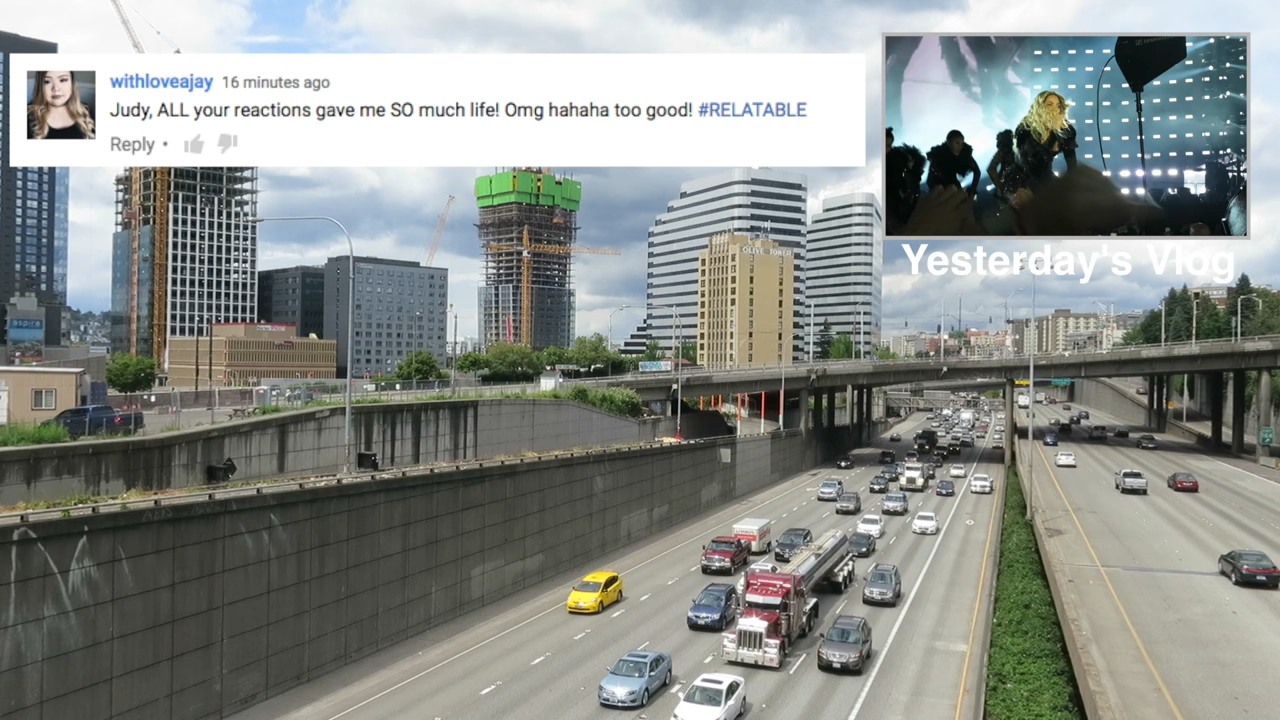 withloveajay 16 minutes ago
Judy, ALL your reactions gave me SO much life! Omg hahaha too good! #RELATABLE
Reply •
Yesterday's Vlog
OLIVE TOWER
aspire